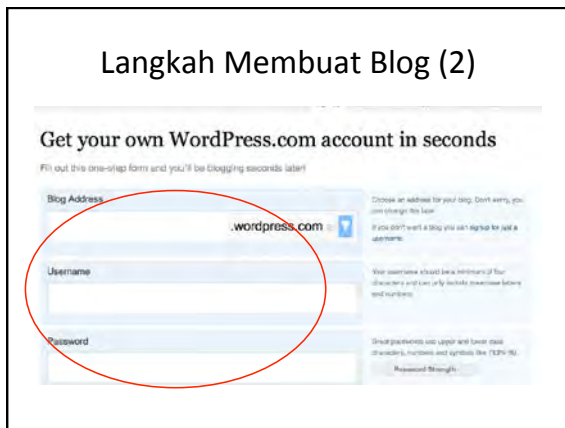 Langkah Membuat Blog (2)
Get your own WordPress.com account in seconds
Fill out this one-step form and you'll be blogging seconds later!
Blog Address
Choose an address for your blog. Don't worry, you
can change this later.
.wordpress.com
If you don't want a blog you can signup for just a
username.
Username
Your username should be a minimum of four
characters and can only include lowercase letters
and numbers.
Password
Great passwords use upper and lower case
characters, numbers and symbols like
Password Strength